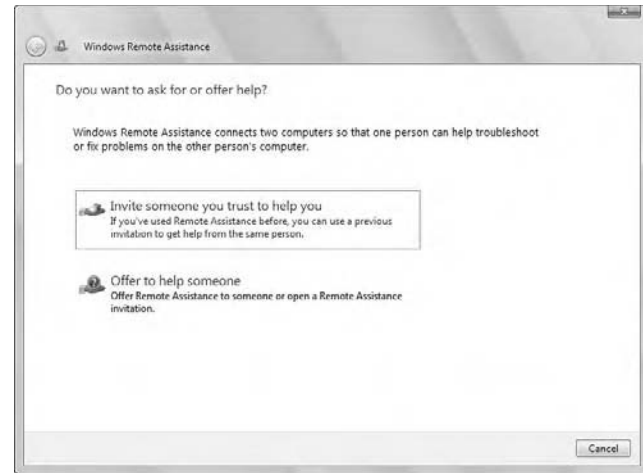 Windows Remote Assistance
Do you want to ask for or offer help?
Windows Remote Assistance connects two computers so that one person can help troubleshoot
or fix problems on the other person's computer.
Invite someone you trust to help you
If you've used Remote Assistance before, you can use a previous
invitation to get help from the same person.
Offer to help someone
Offer Remote Assistance to someone or open a Remote Assistance
invitation.
Cancel